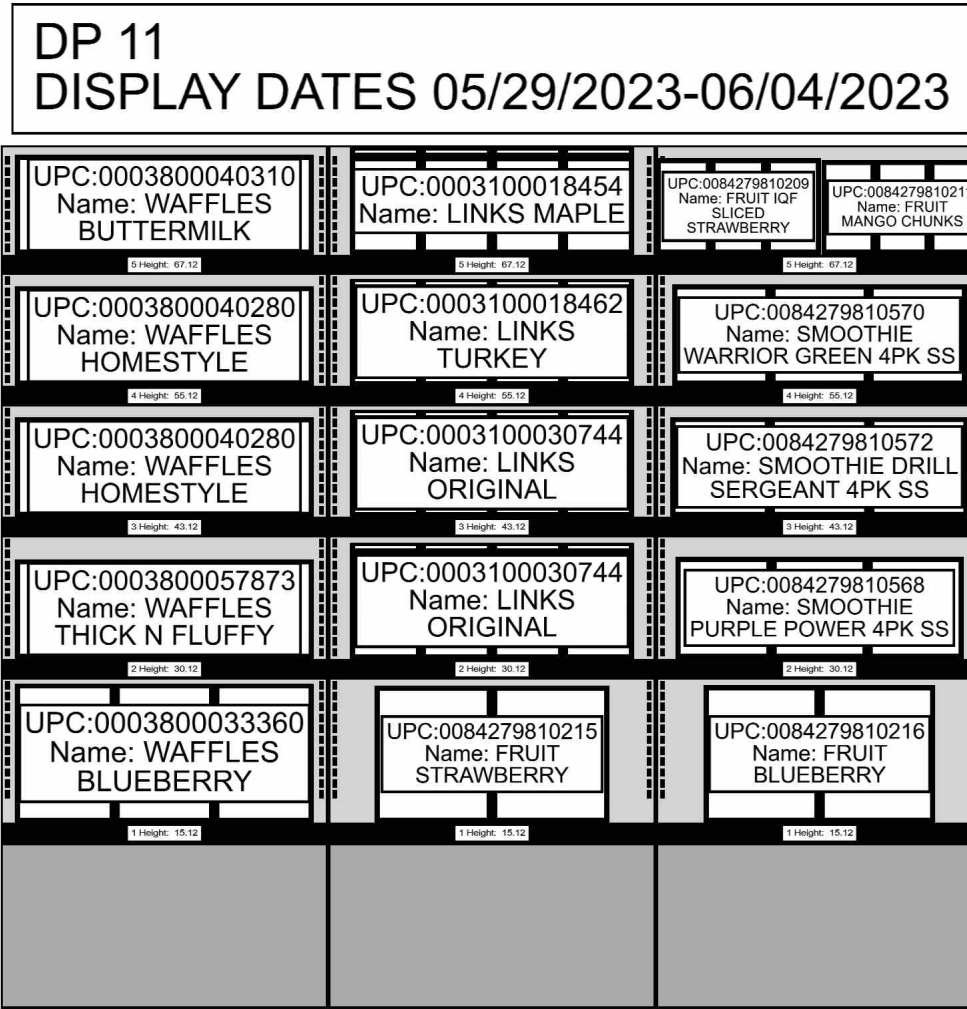 DP 11
DISPLAY DATES 05/29/2023-06/04/2023
UPC:0003800040310
Name: WAFFLES
BUTTERMILK
UPC:0003100018454
Name: LINKS MAPLE
UPC:0084279810209
Name: FRUIT IQF
SLICED
STRAWBERRY
UPC:008427981021
Name: FRUIT
MANGO CHUNKS
5 Height: 67.12
5 Height: 67.12
5 Height: 67.12
UPC:0003800040280
Name: WAFFLES
HOMESTYLE
UPC:0003100018462
Name: LINKS
TURKEY
UPC:0084279810570
Name: SMOOTHIE
WARRIOR GREEN 4PK SS
4 Height: 55.12
4 Height: 55.12
4 Height: 55.12
UPC:0003800040280
Name: WAFFLES
HOMESTYLE
UPC:0003100030744
Name: LINKS
ORIGINAL
UPC:0084279810572
Name: SMOOTHIE DRILL
SERGEANT 4PK SS
3 Height: 43.12
3 Height: 43.12
3 Height: 43.12
UPC:0003800057873
Name: WAFFLES
THICK N FLUFFY
UPC:0003100030744
Name: LINKS
ORIGINAL
UPC:0084279810568
Name: SMOOTHIE
PURPLE POWER 4PK SS
2 Height: 30.12
2 Height: 30.12
2 Height: 30.12
UPC:0003800033360
Name: WAFFLES
BLUEBERRY
UPC:0084279810215
Name: FRUIT
STRAWBERRY
UPC:0084279810216
Name: FRUIT
BLUEBERRY
1 Height: 15.12
1 Height: 15.12
1 Height: 15.12